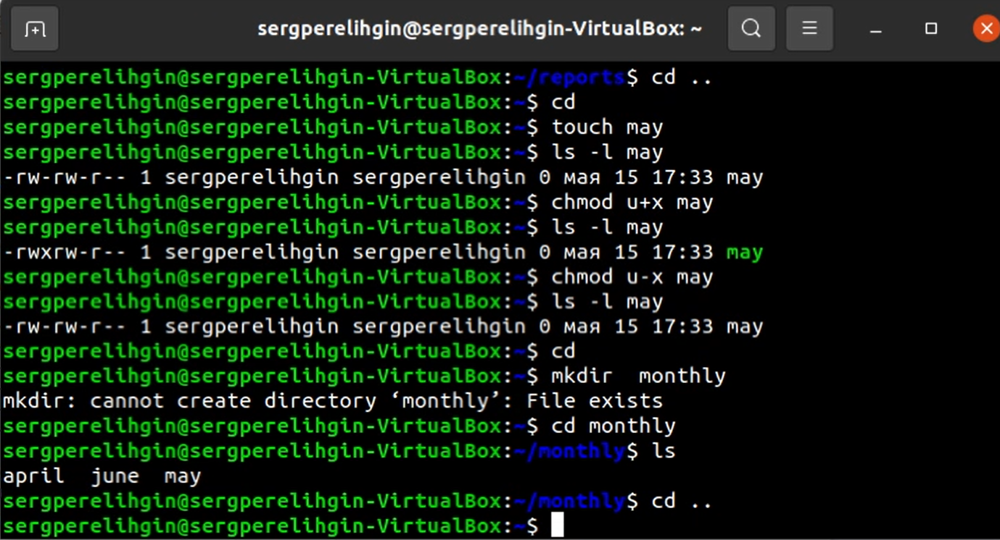 sergperelihgin@sergperelihgin-VirtualBox: ~
sergperelihgin@sergperelihgin-VirtualBox:~/reports$ cd ..
sergperelihgin@sergperelihgin-VirtualBox:~$ cd
sergperelihgin@sergperelihgin-VirtualBox:~$ touch may
sergperelihgin@sergperelihgin-VirtualBox:~$ ls -l may
-rw-rw-r-- 1 sergperelihgin sergperelihgin 0 мая 15 17:33 may
sergperelihgin@sergperelihgin-VirtualBox:~$ chmod u+x may
sergperelihgin@sergperelihgin-VirtualBox:~$ ls -l may
-rwxrw-r-- 1 sergperelihgin sergperelihgin 0 мая 15 17:33 may
sergperelihgin@sergperelihgin-VirtualBox:~$ chmod u-x may
sergperelihgin@sergperelihgin-VirtualBox:~$ ls -l may
-rw-rw-r-- 1 sergperelihgin sergperelihgin 0 мая 15 17:33 may
sergperelihgin@sergperelihgin-VirtualBox:~$ cd
sergperelihgin@sergperelihgin-VirtualBox:~$ mkdir  monthly
mkdir: cannot create directory ‘monthly’: File exists
sergperelihgin@sergperelihgin-VirtualBox:~$ cd monthly
sergperelihgin@sergperelihgin-VirtualBox:~/monthly$ ls
april  june  may
sergperelihgin@sergperelihgin-VirtualBox:~/monthly$ cd ..
sergperelihgin@sergperelihgin-VirtualBox:~$